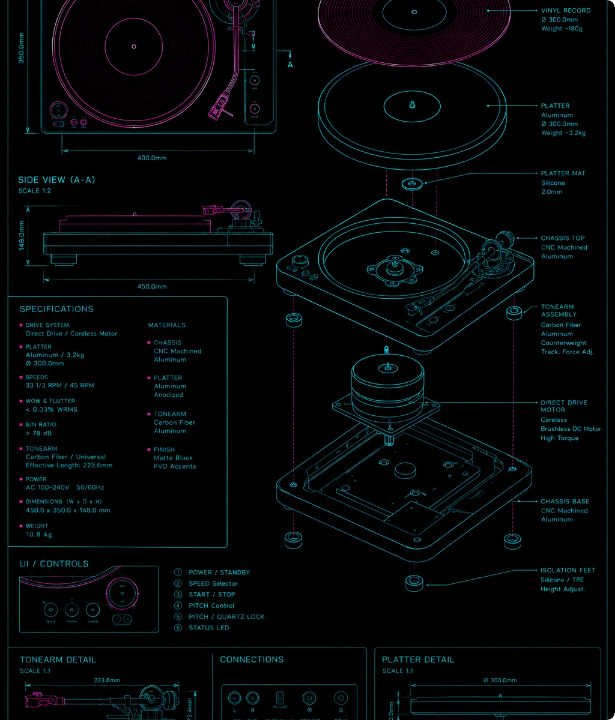 VINYL RECORD
Ø 300.0mm
Weight ~180g
350.0mm
A
400.0mm
PLATTER
Aluminum
Ø 300.0mm
Weight ~3.2kg
SIDE VIEW (A-A)
SCALE 1:2
148.0mm
450.0mm
PLATTER MAT
Silicone
2.0mm
CHASSIS TOP
CNC Machined
Aluminum
TONEARM
ASSEMBLY
Carbon Fiber
Aluminum
Counterweight
Track. Force Adj.
DIRECT DRIVE
MOTOR
Coreless
Brushless DC Motor
High Torque
CHASSIS BASE
CNC Machined
Aluminum
ISOLATION FEET
Silicone / TPE
Height Adjust.
SPECIFICATIONS
DRIVE SYSTEM
Direct Drive / Coreless Motor
PLATTER
Aluminum / 3.2kg
Ø 300.0mm
SPEEDS
33 1/3 RPM / 45 RPM
WOW & FLUTTER
< 0.03% WRMS
S/N RATIO
> 78 dB
TONEARM
Carbon Fiber / Universal
Effective Length: 223.6mm
POWER
AC 100-240V 50/60Hz
DIMENSIONS (W x D x H)
450.0 x 350.0 x 148.0 mm
WEIGHT
10.8 kg
MATERIALS
CHASSIS
CNC Machined
Aluminum
PLATTER
Aluminum
Anodized
TONEARM
Carbon Fiber
Aluminum
FINISH
Matte Black
PVD Accents
UI / CONTROLS
1 POWER / STANDBY
2 SPEED Selector
3 START / STOP
4 PITCH Control
5 PITCH / QUARTZ LOCK
6 STATUS LED
TONEARM DETAIL
SCALE 1:1
223.6mm
CONNECTIONS
L R
PLATTER DETAIL
SCALE 1:1
Ø 300.0mm